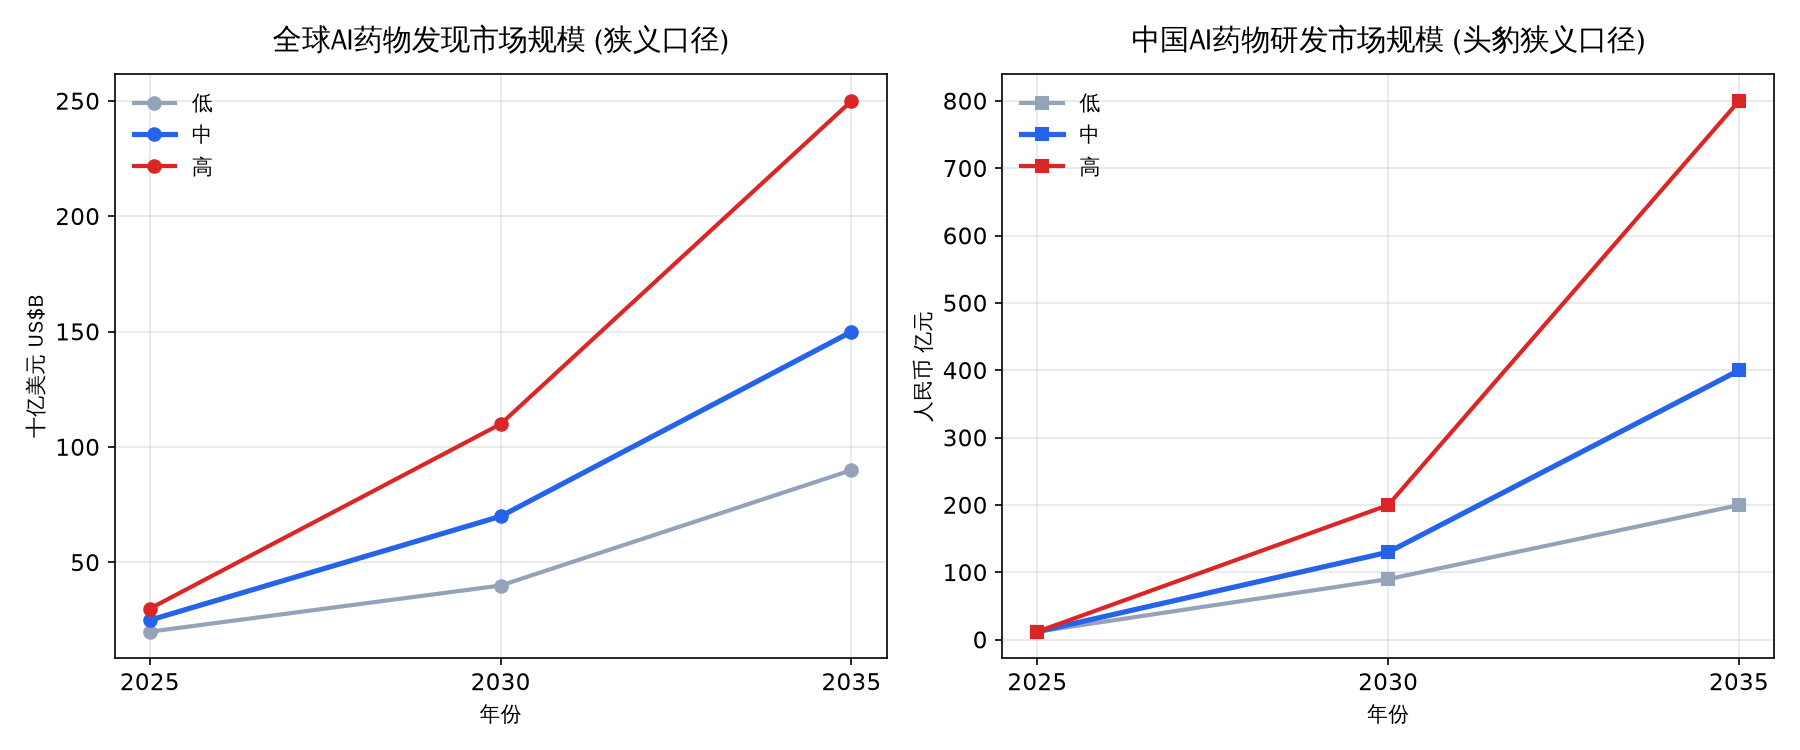 全球AI药物发现市场规模 (狭义口径)
低
中
高
250
200
150
100
50
十亿美元 US$B
2025
2030
2035
年份
中国AI药物研发市场规模 (头豹狭义口径)
低
中
高
800
700
600
500
400
300
200
100
0
人民币 亿元
2025
2030
2035
年份